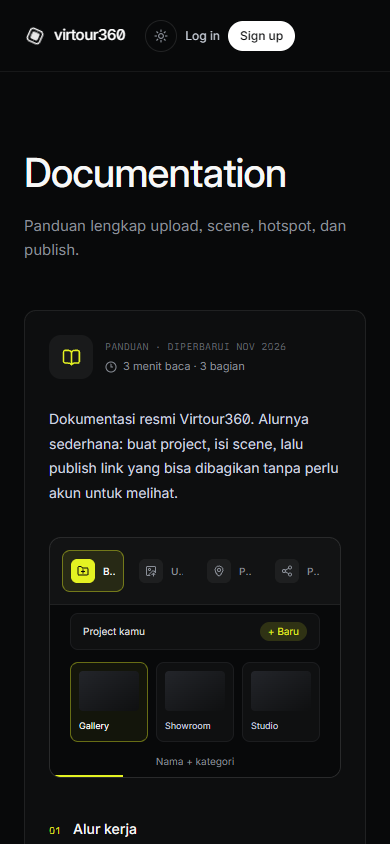 virtour360
Log in
Sign up
Documentation
Panduan lengkap upload, scene, hotspot, dan
publish.
PANDUAN · DIPERBARUI NOV 2026
3 menit baca · 3 bagian
Dokumentasi resmi Virtour360. Alurnya
sederhana: buat project, isi scene, lalu
publish link yang bisa dibagikan tanpa perlu
akun untuk melihat.
B..
U..
P..
P..
Project kamu
+ Baru
Gallery
Showroom
Studio
Nama + kategori
01 Alur kerja